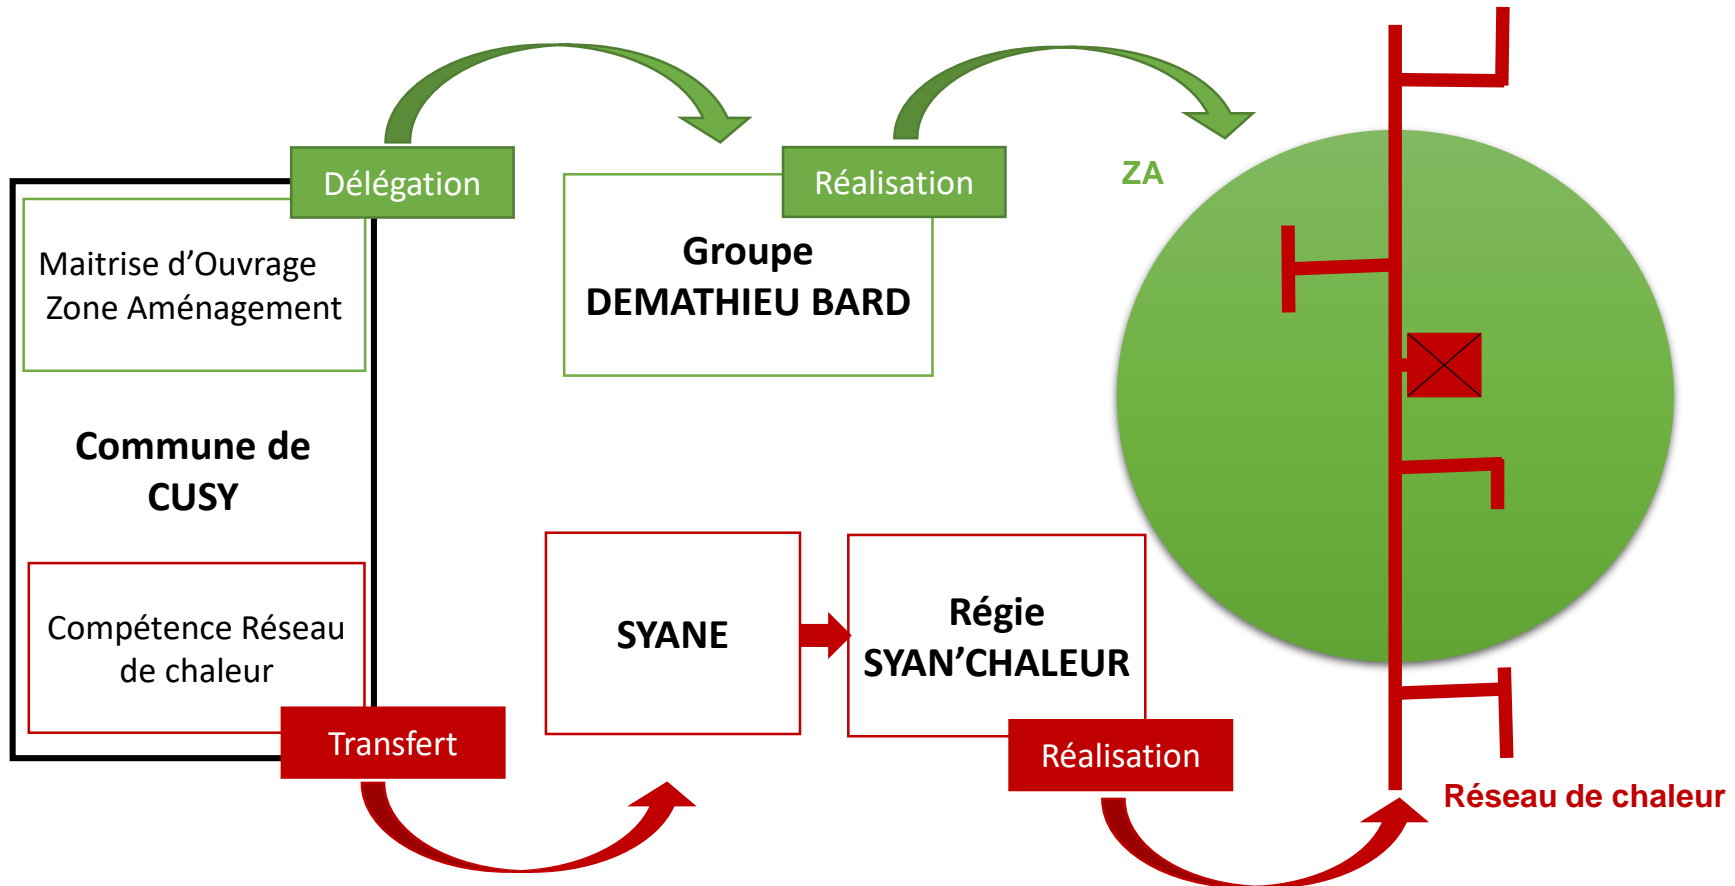 Délégation
Maitrise d'Ouvrage
Zone Aménagement
Commune de
CUSY
Compétence Réseau
de chaleur
Transfert
Réalisation
Groupe
DEMATHIEU BARD
SYANE
Régie
SYAN'CHALEUR
Réalisation
ZA
Réseau de chaleur